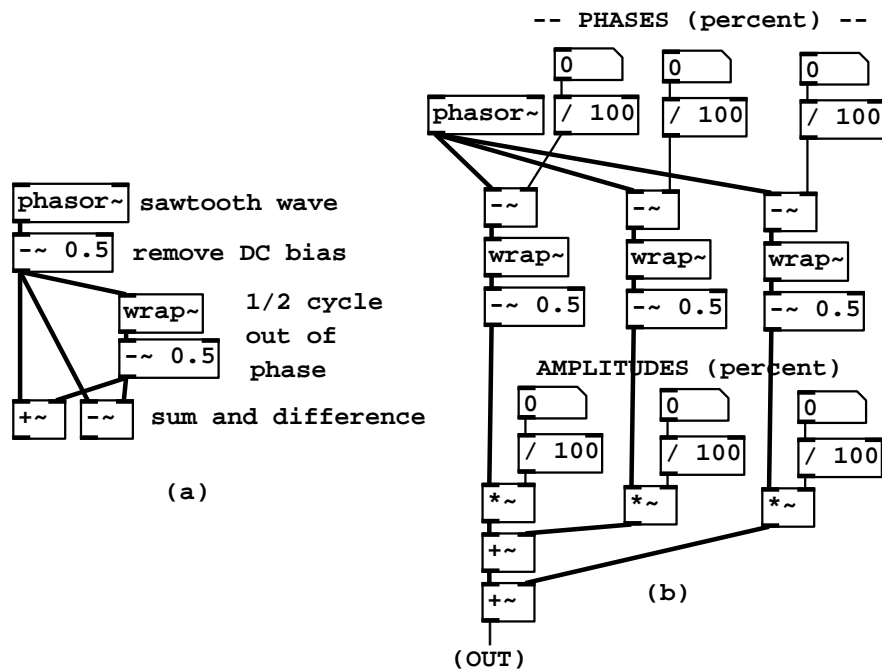 -- PHASES (percent) --
0 0 0
phasor~ / 100 / 100 / 100
-~ -~ -~
wrap~ wrap~ wrap~
-~ 0.5 -~ 0.5 -~ 0.5
AMPLITUDES (percent)
0 0 0
/ 100 / 100 / 100
*~ *~ *~
+~
+~
(OUT)
(b)
phasor~ sawtooth wave
-~ 0.5 remove DC bias
wrap~ 1/2 cycle
out of
-~ 0.5 phase
+~ -~ sum and difference
(a)